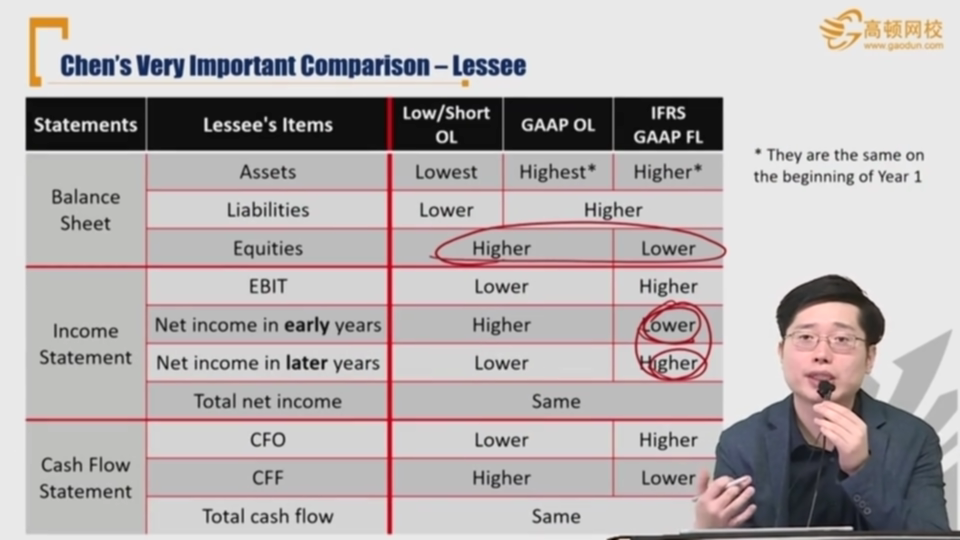 高顿网校
www.gaodun.com
Chen's Very Important Comparison – Lessee
Statements
Lessee's Items
Low/Short
OL
GAAP OL
IFRS
GAAP FL
* They are the same on
the beginning of Year 1
Balance
Sheet
Assets
Lowest
Highest*
Higher*
Liabilities
Lower
Higher
Equities
Higher
Lower
Income
Statement
EBIT
Lower
Higher
Net income in early years
Higher
Lower
Net income in later years
Lower
Higher
Total net income
Same
Cash Flow
Statement
CFO
Lower
Higher
CFF
Higher
Lower
Total cash flow
Same